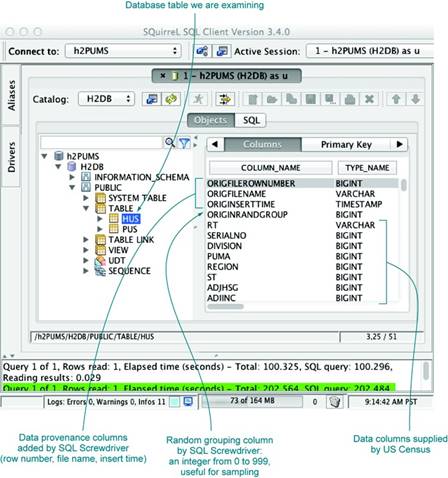 Database table we are examining
SQuirreL SQL Client Version 3.4.0
Connect to: h2PUMS Active Session: 1 - h2PUMS (H2DB) as u
1 - h2PUMS (H2DB) as u
Catalog: H2DB
Aliases
Drivers
Objects SQL
Columns Primary Key
h2PUMS
H2DB
INFORMATION_SCHEMA
PUBLIC
SYSTEM TABLE
TABLE
HUS
PUS
TABLE LINK
VIEW
UDT
SEQUENCE
COLUMN_NAME TYPE_NAME
ORIGFILEROWNUMBER BIGINT
ORIGFILENAME VARCHAR
ORIGINSERTTIME TIMESTAMP
ORIGINRANDGROUP BIGINT
RT VARCHAR
SERIALNO BIGINT
DIVISION BIGINT
PUMA BIGINT
REGION BIGINT
ST BIGINT
ADJHSG BIGINT
ADJINC BIGINT
/h2PUMS/H2DB/PUBLIC/TABLE/HUS 3,25 / 51
Query 1 of 1, Rows read: 1, Elapsed time (seconds) - Total: 100.325, SQL query: 100.296,
Reading results: 0.029
Query 1 of 1, Rows read: 1, Elapsed time (seconds) - Total: 202.564, SQL query: 202.484,
Logs: Errors 0, Warnings 0, Infos 11 73 of 164 MB 9:14:42 AM PST
Data provenance columns
added by SQL Screwdriver
(row number, file name, insert time)
Random grouping column
by SQL Screwdriver:
an integer from 0 to 999,
useful for sampling
Data columns supplied
by US Census